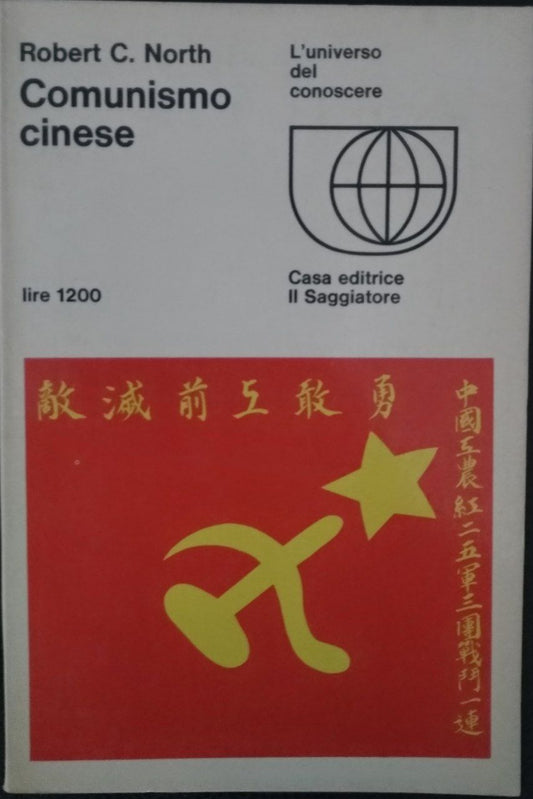 Robert C. North
Comunismo
cinese
lire 1200
L'universo
del
conoscere
Casa editrice
Il Saggiatore
勇敢上前滅敵
中國工農紅二五軍三團戰鬥一連